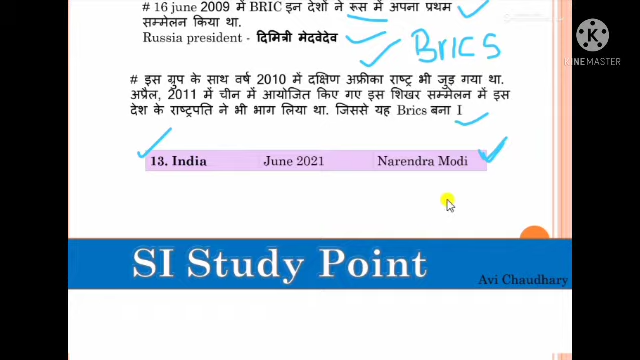 # 16 june 2009 में BRIC इन देशों ने रूस में अपना प्रथम
सम्मेलन किया था.
Russia president - दिमित्री मेदवेदेव
BRICS
# इस ग्रुप के साथ वर्ष 2010 में दक्षिण अफ्रीका राष्ट्र भी जुड़ गया था.
अप्रैल, 2011 में चीन में आयोजित किए गए इस शिखर सम्मेलन में इस
देश के राष्ट्रपति ने भी भाग लिया था. जिससे यह Brics बना I
13. India June 2021 Narendra Modi
SI Study Point
Avi Chaudhary
KINEMASTER